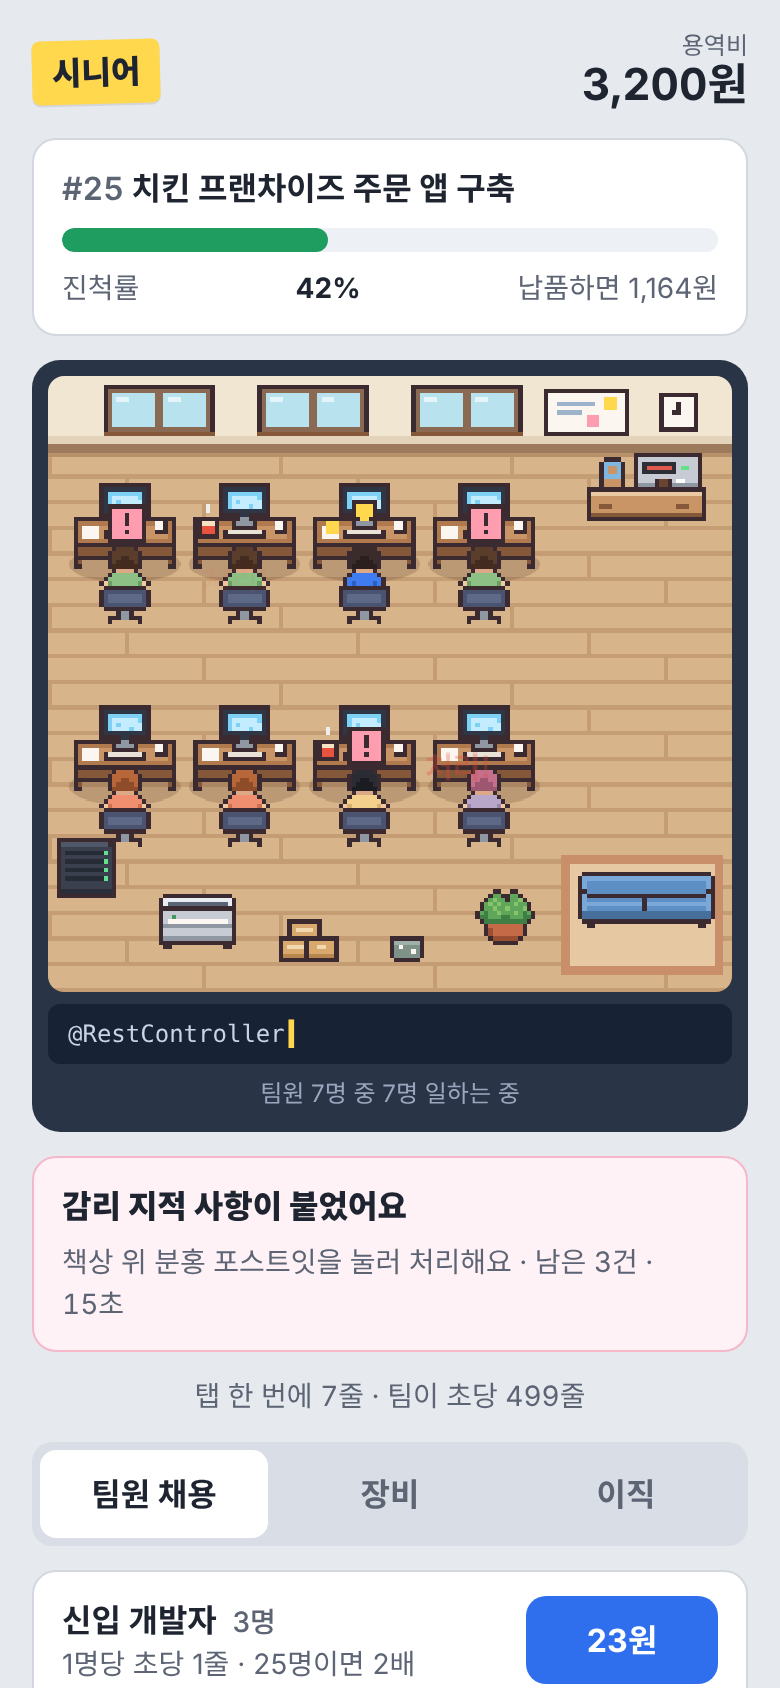 시니어
용역비
3,200원
#25 치킨 프랜차이즈 주문 앱 구축
진척률 42% 납품하면 1,164원
@RestController
팀원 7명 중 7명 일하는 중
감리 지적 사항이 붙었어요
책상 위 분홍 포스트잇을 눌러 처리해요 · 남은 3건 ·
15초
탭 한 번에 7줄 · 팀이 초당 499줄
팀원 채용 장비 이직
신입 개발자 3명
1명당 초당 1줄 · 25명이면 2배
23원